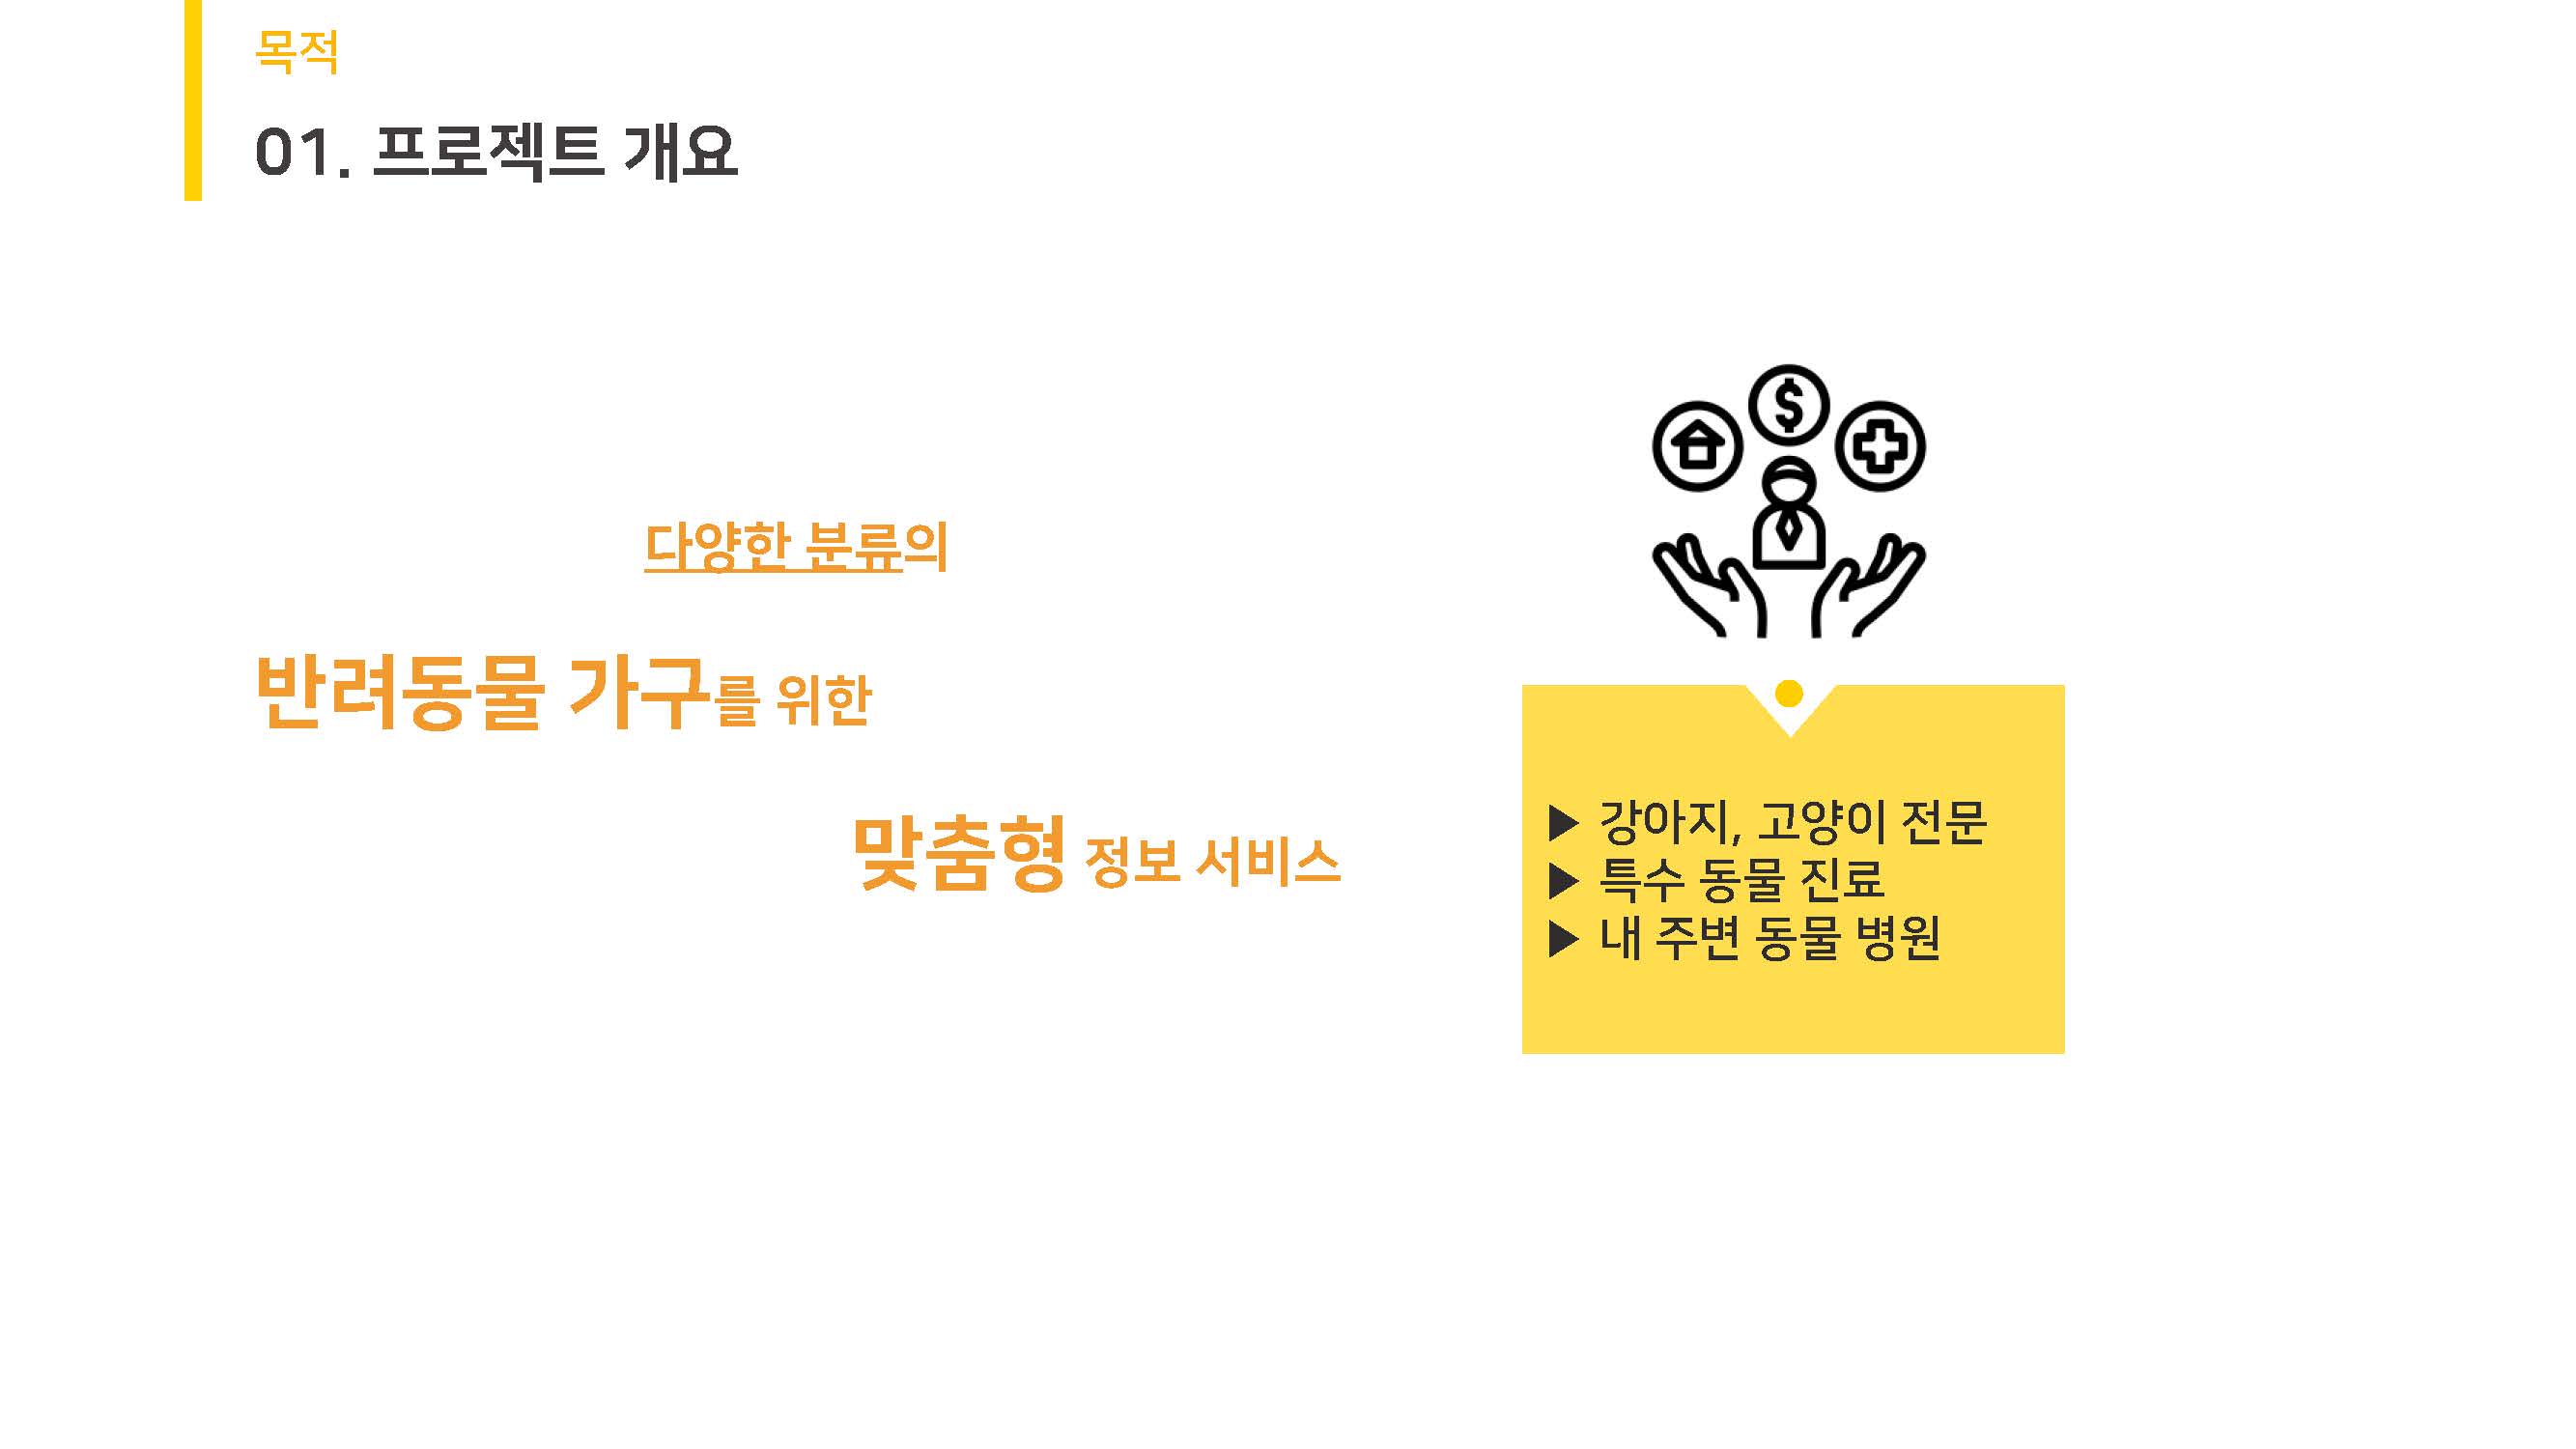 목적
01. 프로젝트 개요
다양한 분류의
반려동물 가구를 위한
맞춤형 정보 서비스
$
▶ 강아지, 고양이 전문
▶ 특수 동물 진료
▶ 내 주변 동물 병원